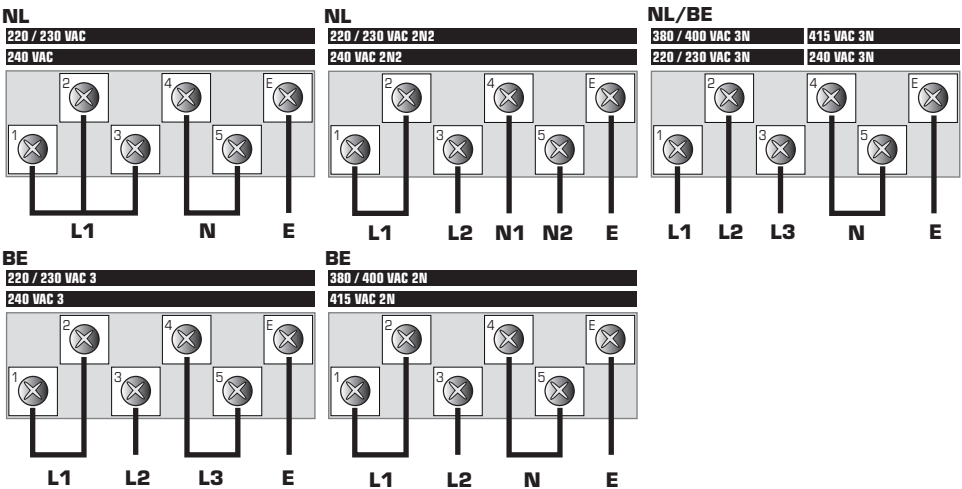 NL
220 / 230 VAC
240 VAC
2 4 E
1 3 5
L1 N E
NL
220 / 230 VAC 2N2
240 VAC 2N2
2 4 E
1 3 5
L1 L2 N1 N2 E
NL/BE
380 / 400 VAC 3N 415 VAC 3N
220 / 230 VAC 3N 240 VAC 3N
2 4 E
1 3 5
L1 L2 L3 N E
BE
220 / 230 VAC 3
240 VAC 3
2 4 E
1 3 5
L1 L2 L3 E
BE
380 / 400 VAC 2N
415 VAC 2N
2 4 E
1 3 5
L1 L2 N E